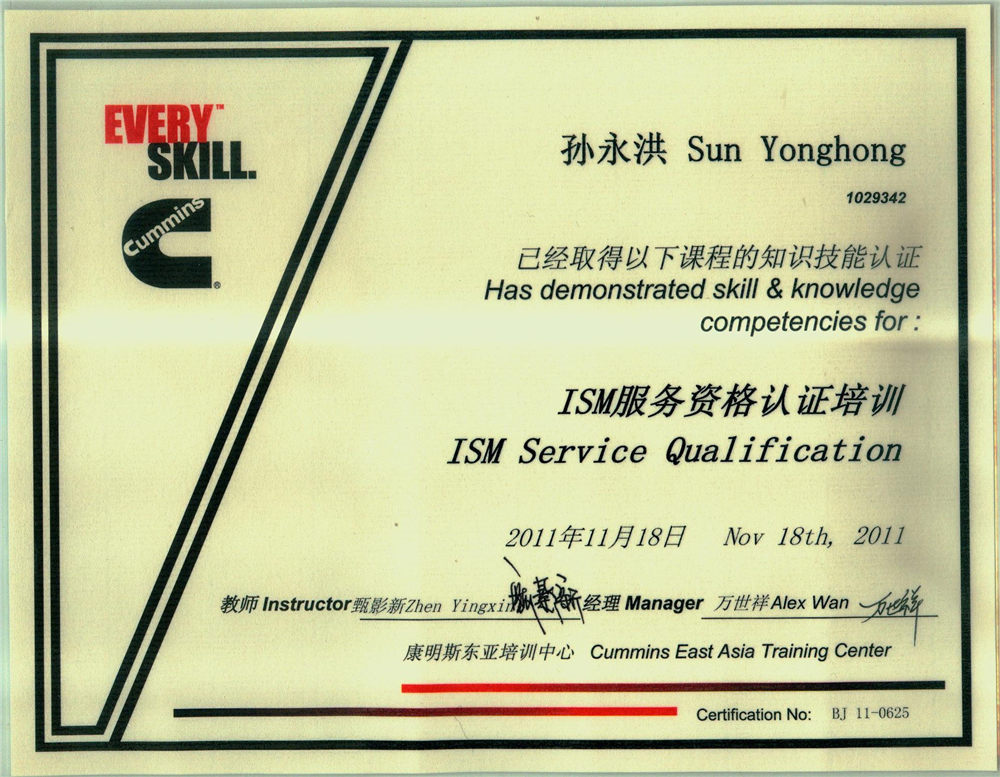 EVERY™
SKILL.
Cummins®
孙永洪 Sun Yonghong
1029342
已经取得以下课程的知识技能认证
Has demonstrated skill & knowledge
competencies for :
ISM服务资格认证培训
ISM Service Qualification
2011年11月18日 Nov 18th, 2011
教师 Instructor 甄影新Zhen Yingxin 经理 Manager 万世祥 Alex Wan 万世祥
康明斯东亚培训中心 Cummins East Asia Training Center
Certification No: BJ 11-0625